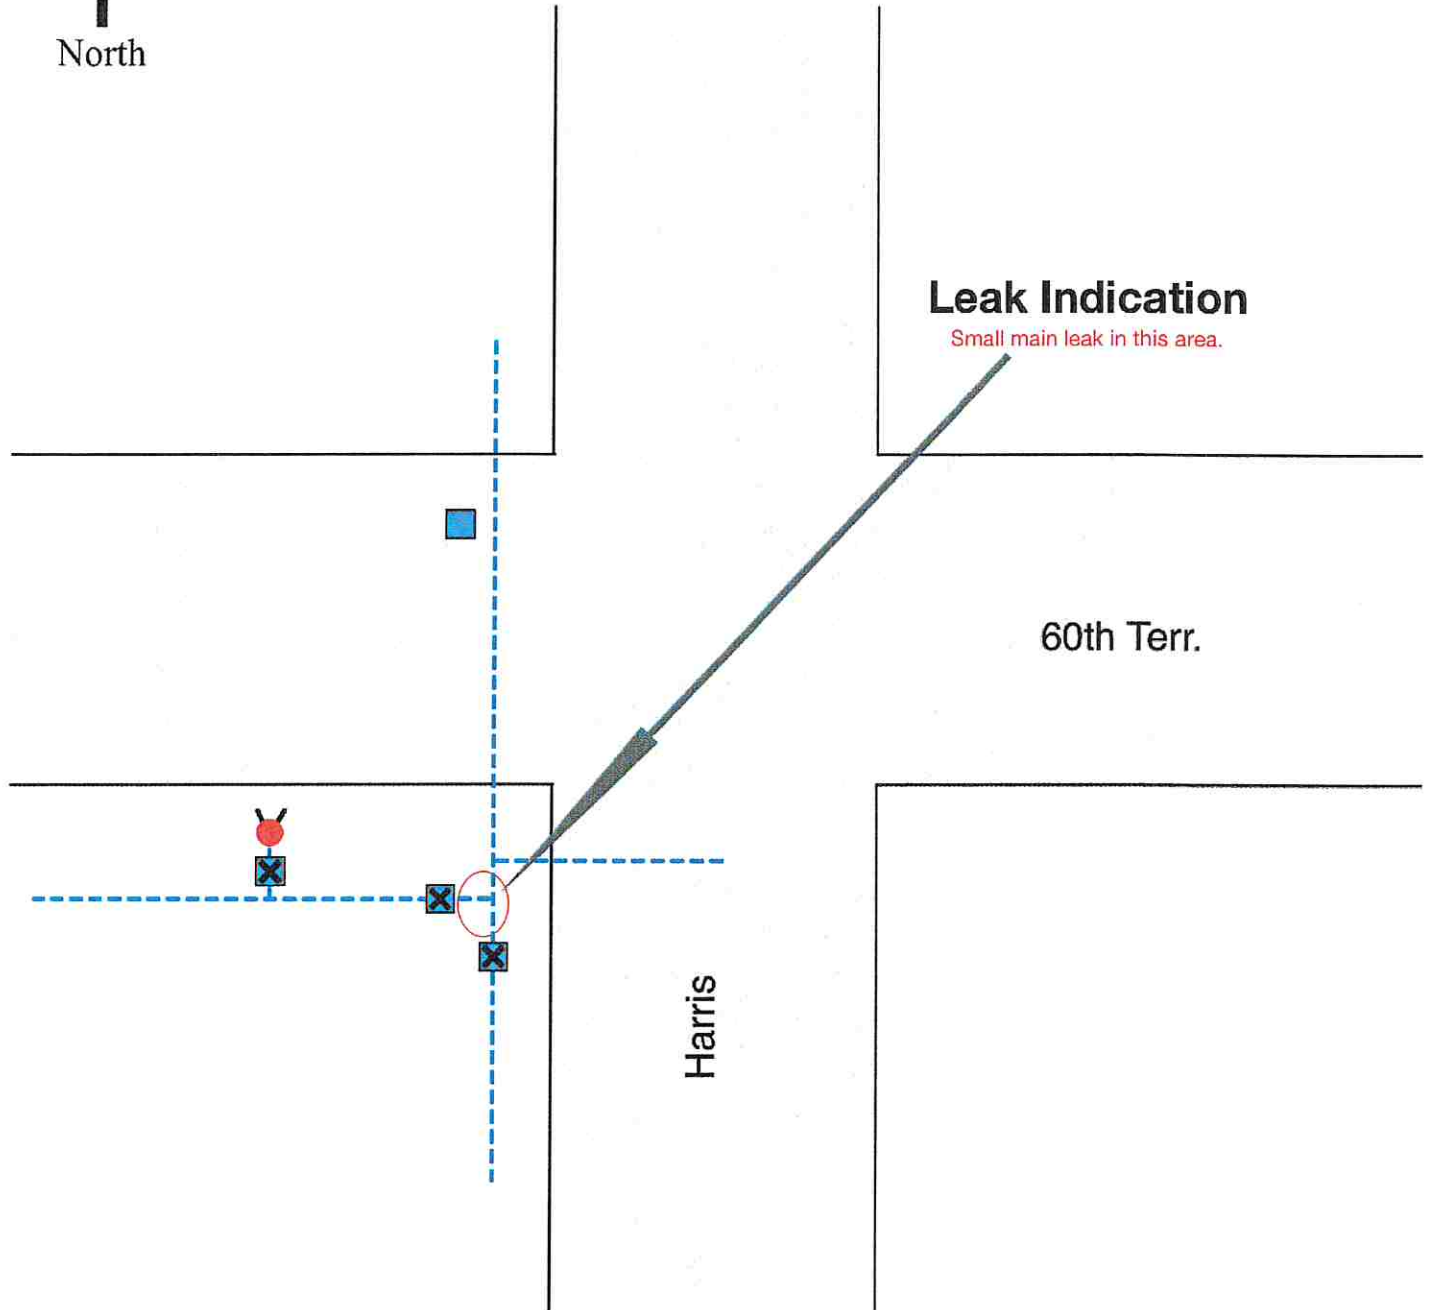 North
Leak Indication
Small main leak in this area.
60th Terr.
Harris